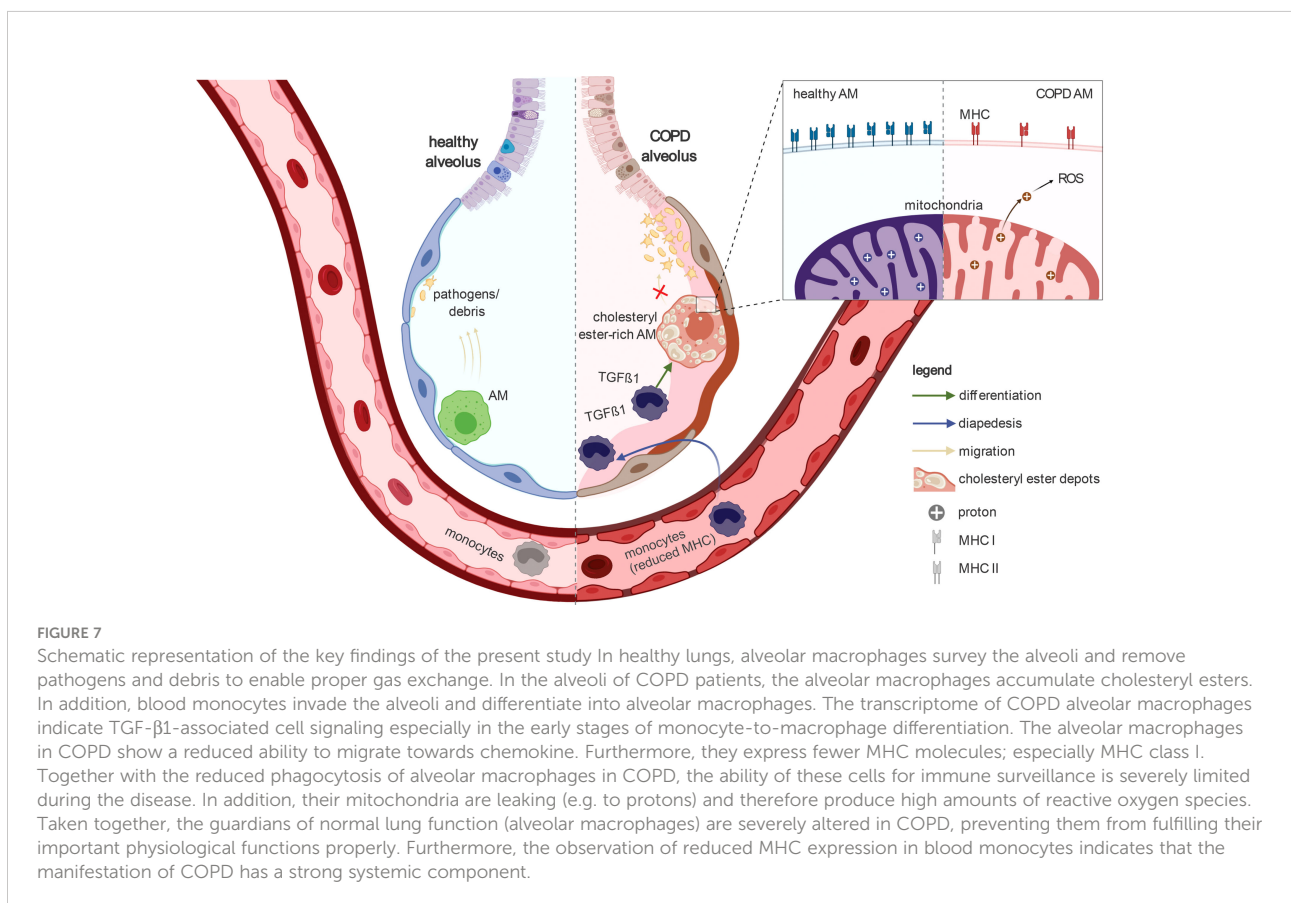 healthy AM
COPD AM
MHC
ROS
mitochondria
healthy
alveolus
COPD
alveolus
pathogens/
debris
cholesteryl
ester-rich AM
AM
TGFß1
TGFß1
monocytes
monocytes
(reduced MHC)
legend
differentiation
diapedesis
migration
cholesteryl ester depots
proton
MHC I
MHC II
FIGURE 7
Schematic representation of the key findings of the present study In healthy lungs, alveolar macrophages survey the alveoli and remove
pathogens and debris to enable proper gas exchange. In the alveoli of COPD patients, the alveolar macrophages accumulate cholesteryl esters.
In addition, blood monocytes invade the alveoli and differentiate into alveolar macrophages. The transcriptome of COPD alveolar macrophages
indicate TGF-β1-associated cell signaling especially in the early stages of monocyte-to-macrophage differentiation. The alveolar macrophages
in COPD show a reduced ability to migrate towards chemokine. Furthermore, they express fewer MHC molecules; especially MHC class I.
Together with the reduced phagocytosis of alveolar macrophages in COPD, the ability of these cells for immune surveillance is severely limited
during the disease. In addition, their mitochondria are leaking (e.g. to protons) and therefore produce high amounts of reactive oxygen species.
Taken together, the guardians of normal lung function (alveolar macrophages) are severely altered in COPD, preventing them from fulfilling their
important physiological functions properly. Furthermore, the observation of reduced MHC expression in blood monocytes indicates that the
manifestation of COPD has a strong systemic component.